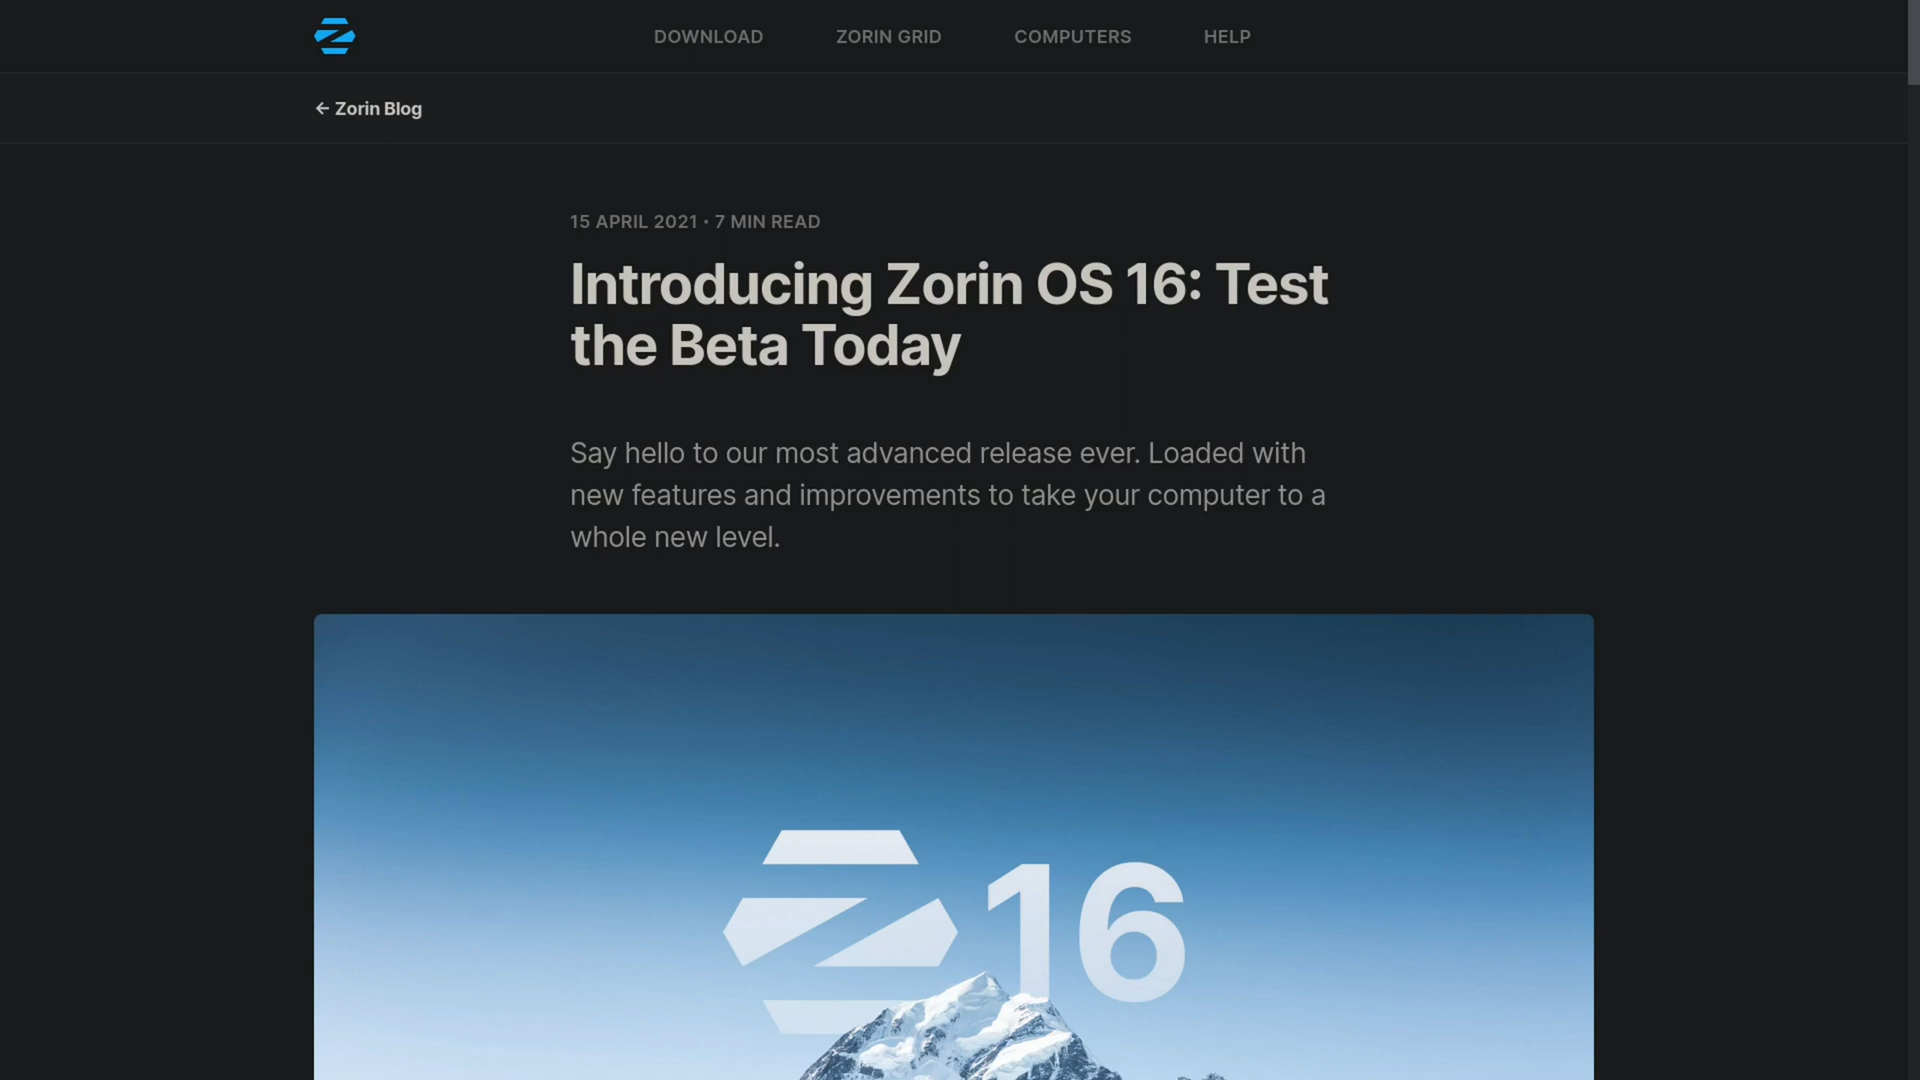 DOWNLOAD ZORIN GRID COMPUTERS HELP
← Zorin Blog
15 APRIL 2021 • 7 MIN READ
Introducing Zorin OS 16: Test
the Beta Today
Say hello to our most advanced release ever. Loaded with
new features and improvements to take your computer to a
whole new level.
16